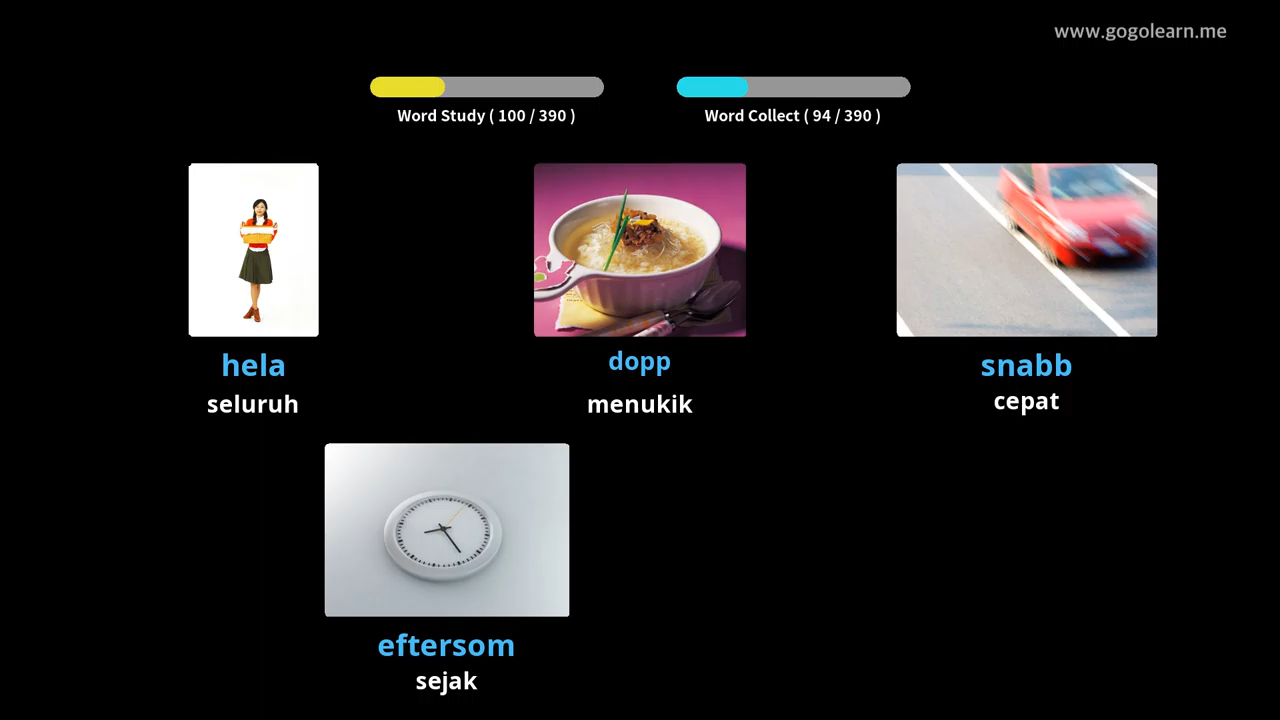 www.gogolearn.me
Word Study ( 100 / 390 )
Word Collect ( 94 / 390 )
hela
seluruh
dopp
menukik
snabb
cepat
eftersom
sejak